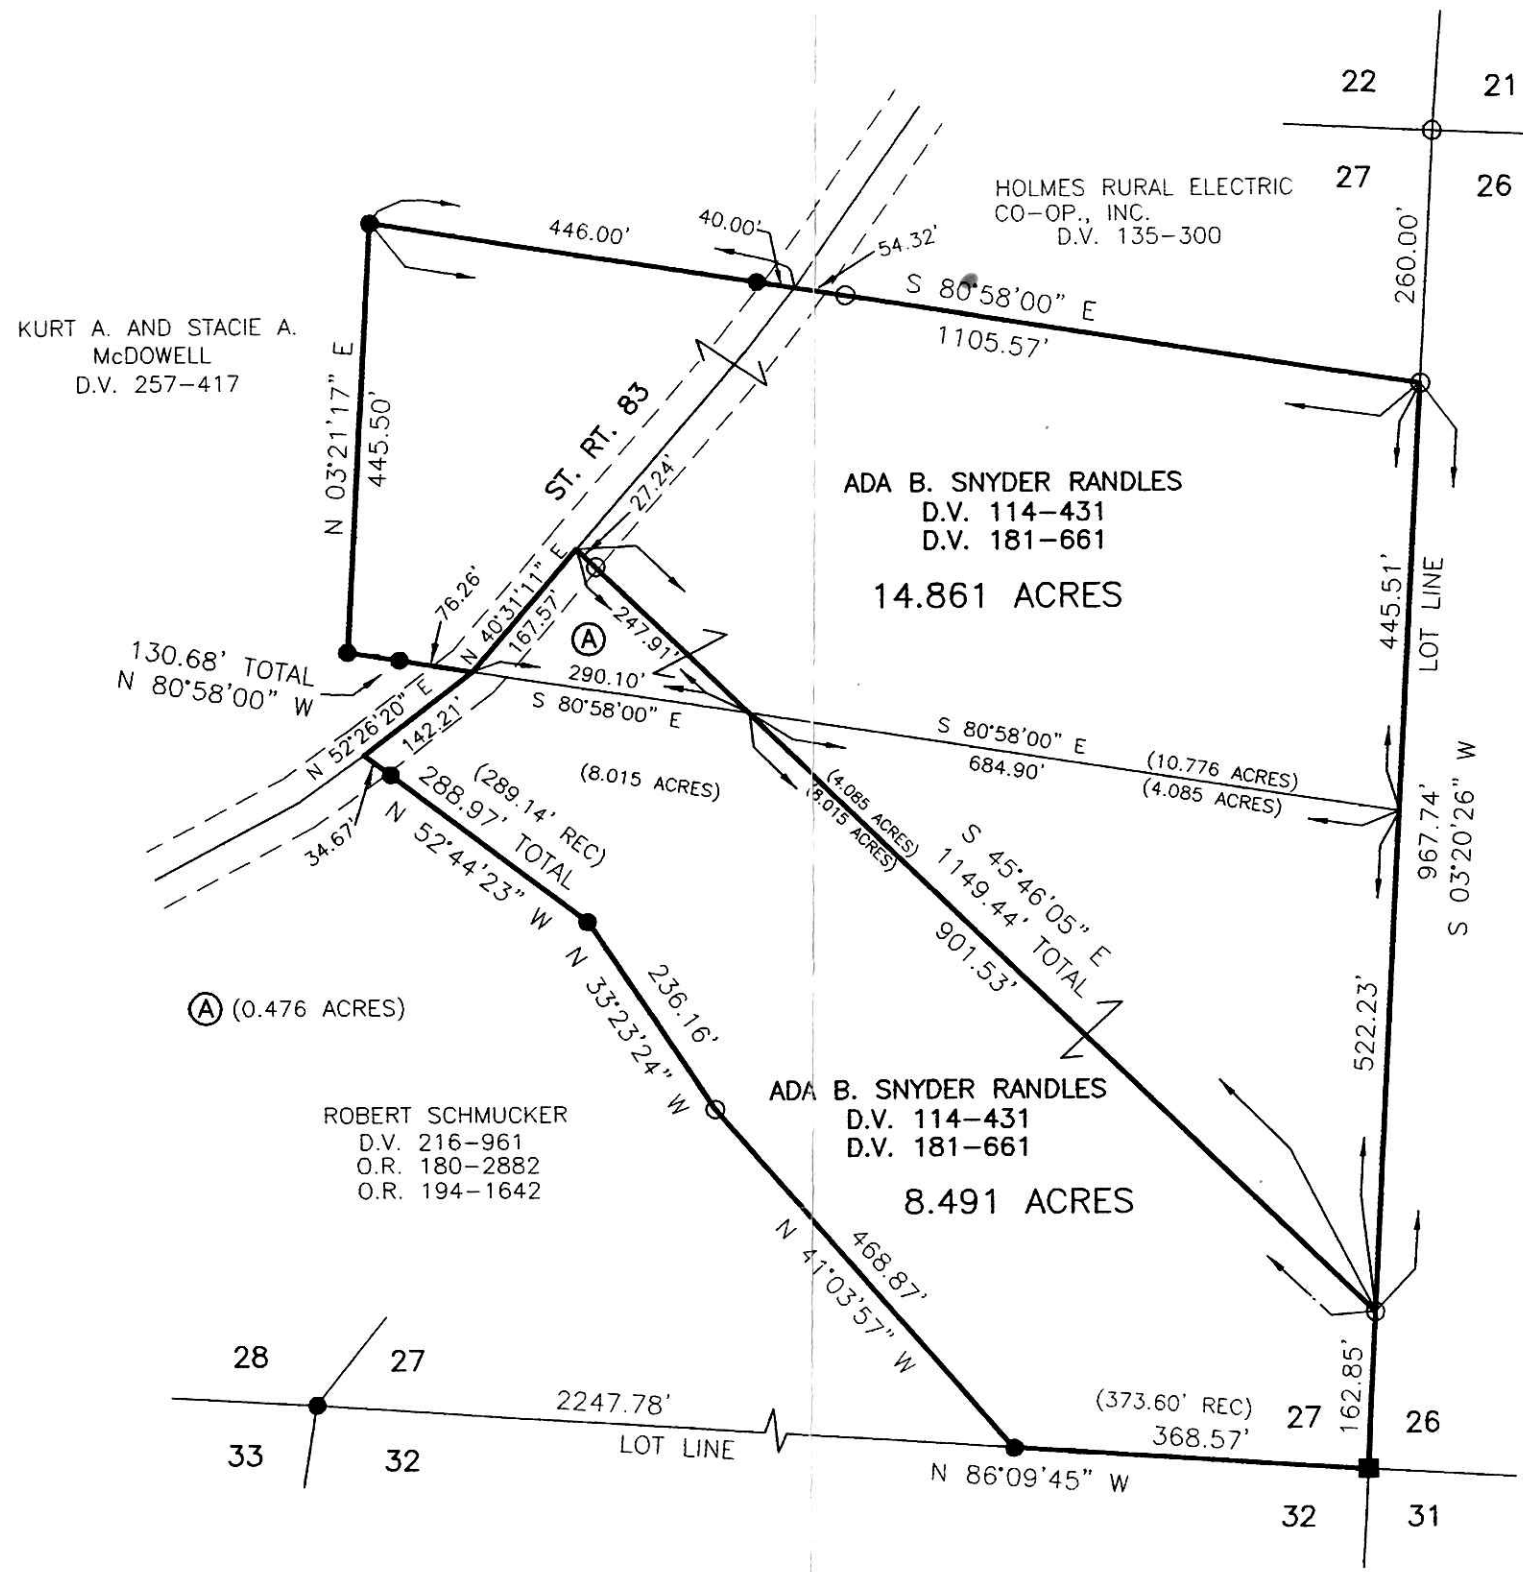 22
21
27
26
HOLMES RURAL ELECTRIC
CO-OP., INC.
D.V. 135-300
260.00'
446.00'
40.00'
54.32'
S 80°58'00" E
1105.57'
KURT A. AND STACIE A.
McDOWELL
D.V. 257-417
N 03°21'17" E
445.50'
ST. RT. 83
27.24'
ADA B. SNYDER RANDLES
D.V. 114-431
D.V. 181-661
14.861 ACRES
445.51'
LOT LINE
76.26'
N 40°31'11" E
167.57'
A
247.91'
130.68' TOTAL
N 80°58'00" W
290.10'
S 80°58'00" E
S 80°58'00" E
684.90'
(10.776 ACRES)
(4.085 ACRES)
N 52°26'20" E
142.21'
(8.015 ACRES)
(4.085 ACRES)
(8.015 ACRES)
967.74'
S 03°20'26" W
34.67'
(289.14' REC)
288.97' TOTAL
N 52°44'23" W
S 45°46'05" E
1149.44' TOTAL
901.53'
236.16'
N 33°23'24" W
522.23'
A (0.476 ACRES)
ROBERT SCHMUCKER
D.V. 216-961
O.R. 180-2882
O.R. 194-1642
ADA B. SNYDER RANDLES
D.V. 114-431
D.V. 181-661
8.491 ACRES
468.87'
N 41°03'57" W
28
27
2247.78'
LOT LINE
33
32
(373.60' REC)
368.57'
N 86°09'45" W
162.85'
27
26
32
31